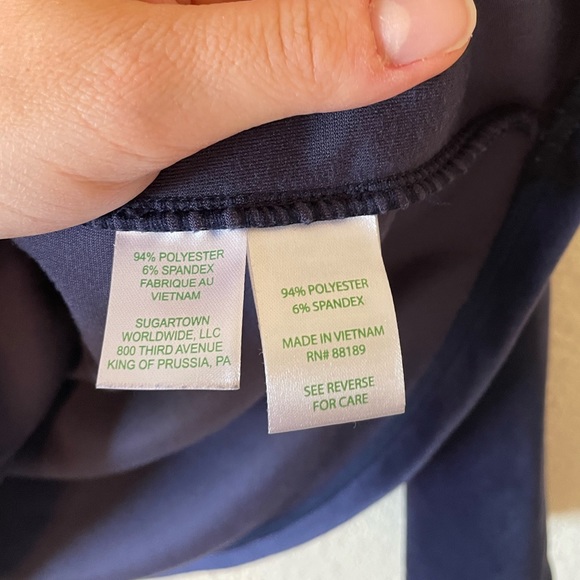 94% POLYESTER
6% SPANDEX
FABRIQUE AU
VIETNAM
SUGARTOWN
WORLDWIDE, LLC
800 THIRD AVENUE
KING OF PRUSSIA, PA
94% POLYESTER
6% SPANDEX
MADE IN VIETNAM
RN# 88189
SEE REVERSE
FOR CARE